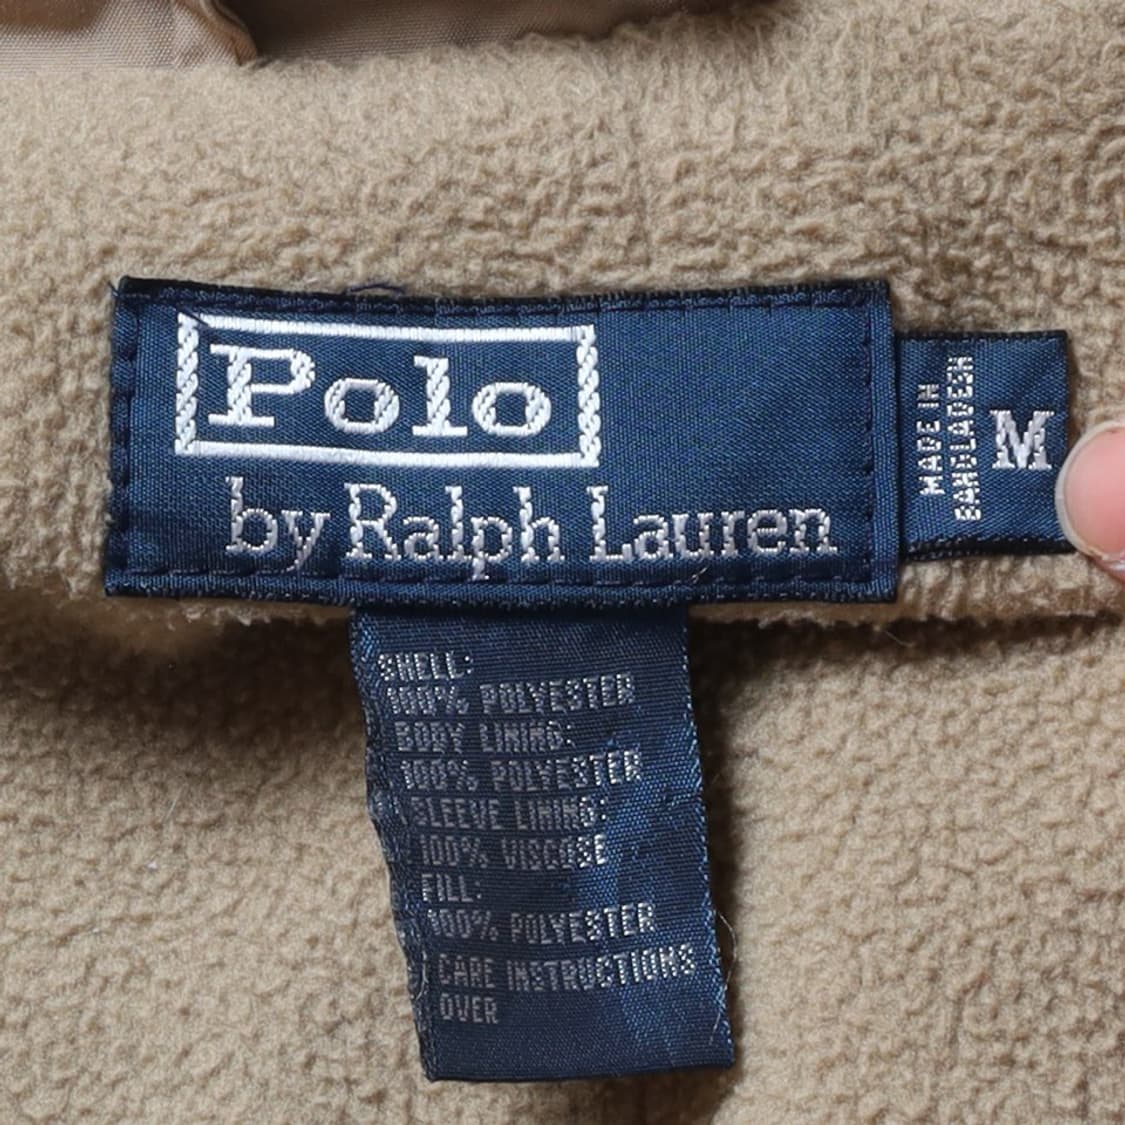 Polo
by Ralph Lauren
MADE IN
BANGLADESH
M
SHELL:
100% POLYESTER
BODY LINING:
100% POLYESTER
SLEEVE LINING:
100% VISCOSE
FILL:
100% POLYESTER
CARE INSTRUCTIONS
OVER